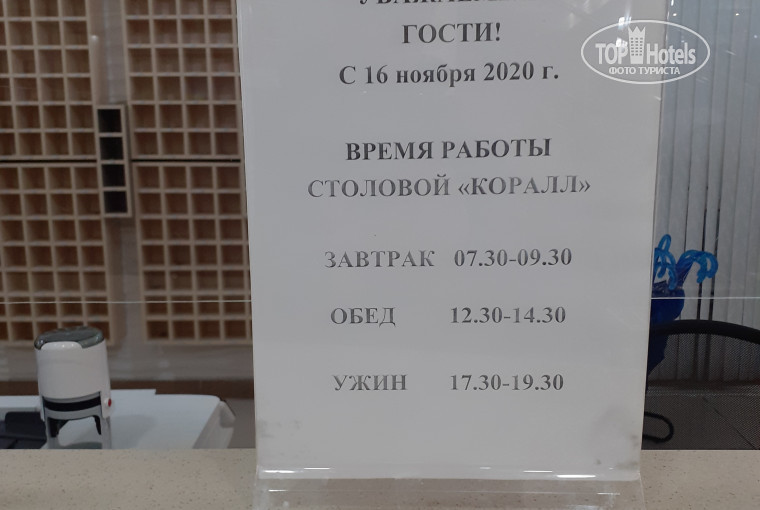 ГОСТИ!
С 16 ноября 2020 г.
ВРЕМЯ РАБОТЫ
СТОЛОВОЙ «КОРАЛЛ»
ЗАВТРАК 07.30-09.30
ОБЕД 12.30-14.30
УЖИН 17.30-19.30
TOP Hotels
ФОТО ТУРИСТА